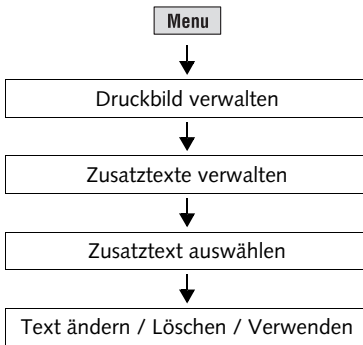 Menu
Druckbild verwalten
Zusatztexte verwalten
Zusatztext auswählen
Text ändern / Löschen / Verwenden